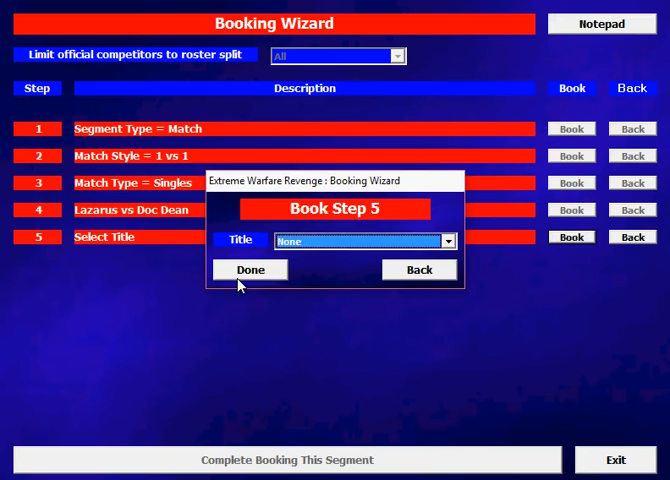 Booking Wizard
Notepad
Limit official competitors to roster split
All
Step
Description
Book
Back
1
Segment Type = Match
Book
Back
2
Match Style = 1 vs 1
Book
Back
3
Match Type = Singles
Book
Back
4
Lazarus vs Doc Dean
Book
Back
5
Select Title
Book
Back
Extreme Warfare Revenge : Booking Wizard
Book Step 5
Title
None
Done
Back
Complete Booking This Segment
Exit